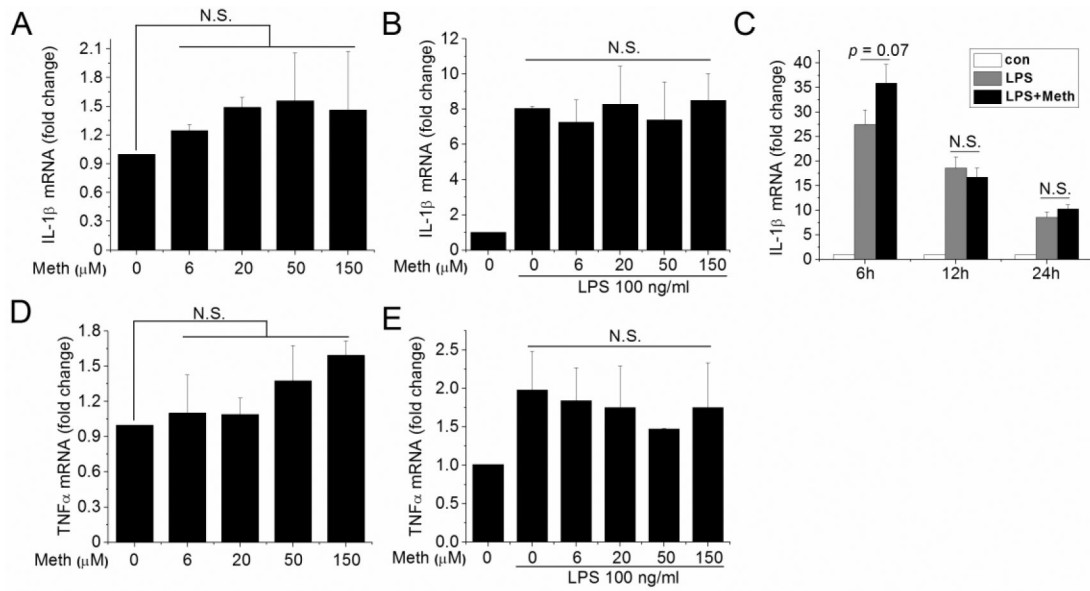 A
N.S.
IL-1β mRNA (fold change)
2.1
1.8
1.5
1.2
0.9
0.6
0.3
0
Meth (μM) 0 6 20 50 150
B
N.S.
IL-1β mRNA (fold change)
12
10
8
6
4
2
0
Meth (μM) 0 0 6 20 50 150
LPS 100 ng/ml
C
p = 0.07
N.S.
N.S.
con
LPS
LPS+Meth
IL-1β mRNA (fold change)
40
35
30
25
20
15
10
5
0
6h 12h 24h
D
N.S.
TNFα mRNA (fold change)
1.8
1.5
1.2
0.9
0.6
0.3
0
Meth (μM) 0 6 20 50 150
E
N.S.
TNFα mRNA (fold change)
2.5
2.0
1.5
1.0
0.5
0.0
Meth (μM) 0 0 6 20 50 150
LPS 100 ng/ml